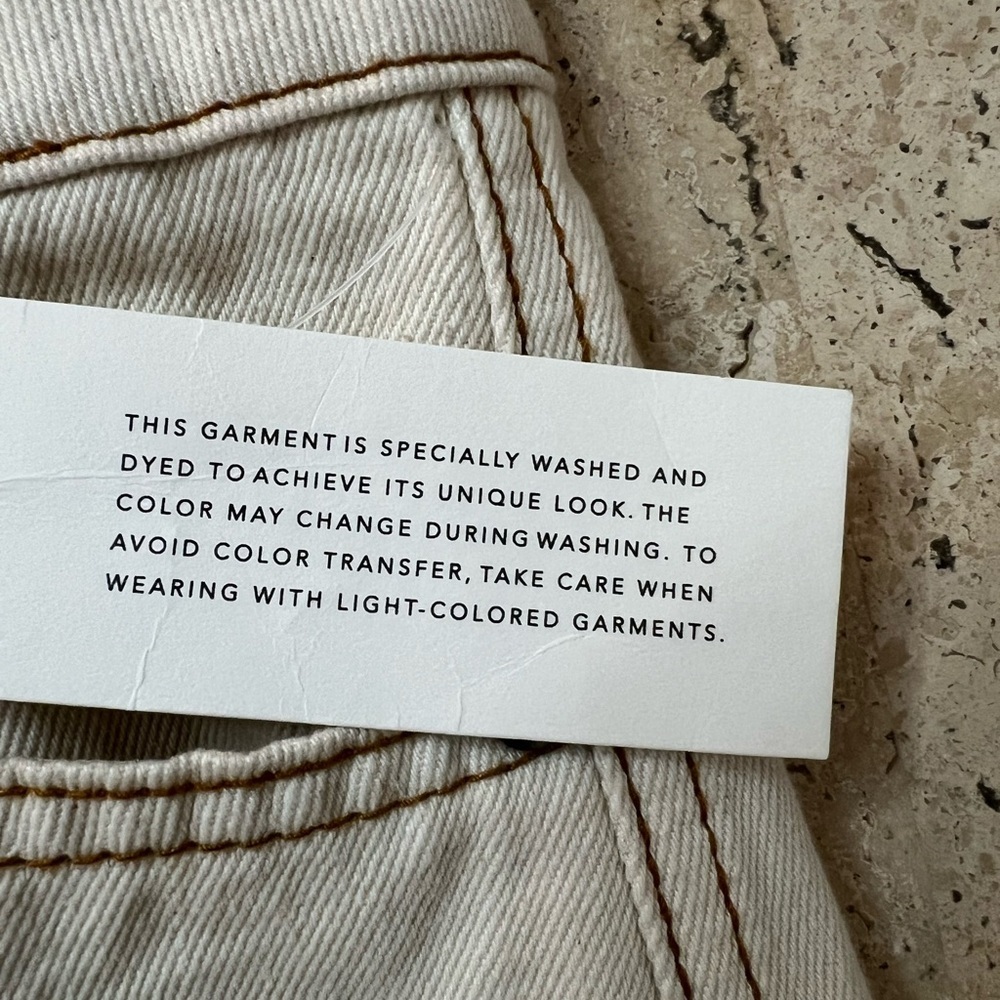 THIS GARMENT IS SPECIALLY WASHED AND
DYED TO ACHIEVE ITS UNIQUE LOOK. THE
COLOR MAY CHANGE DURING WASHING. TO
AVOID COLOR TRANSFER, TAKE CARE WHEN
WEARING WITH LIGHT-COLORED GARMENTS.